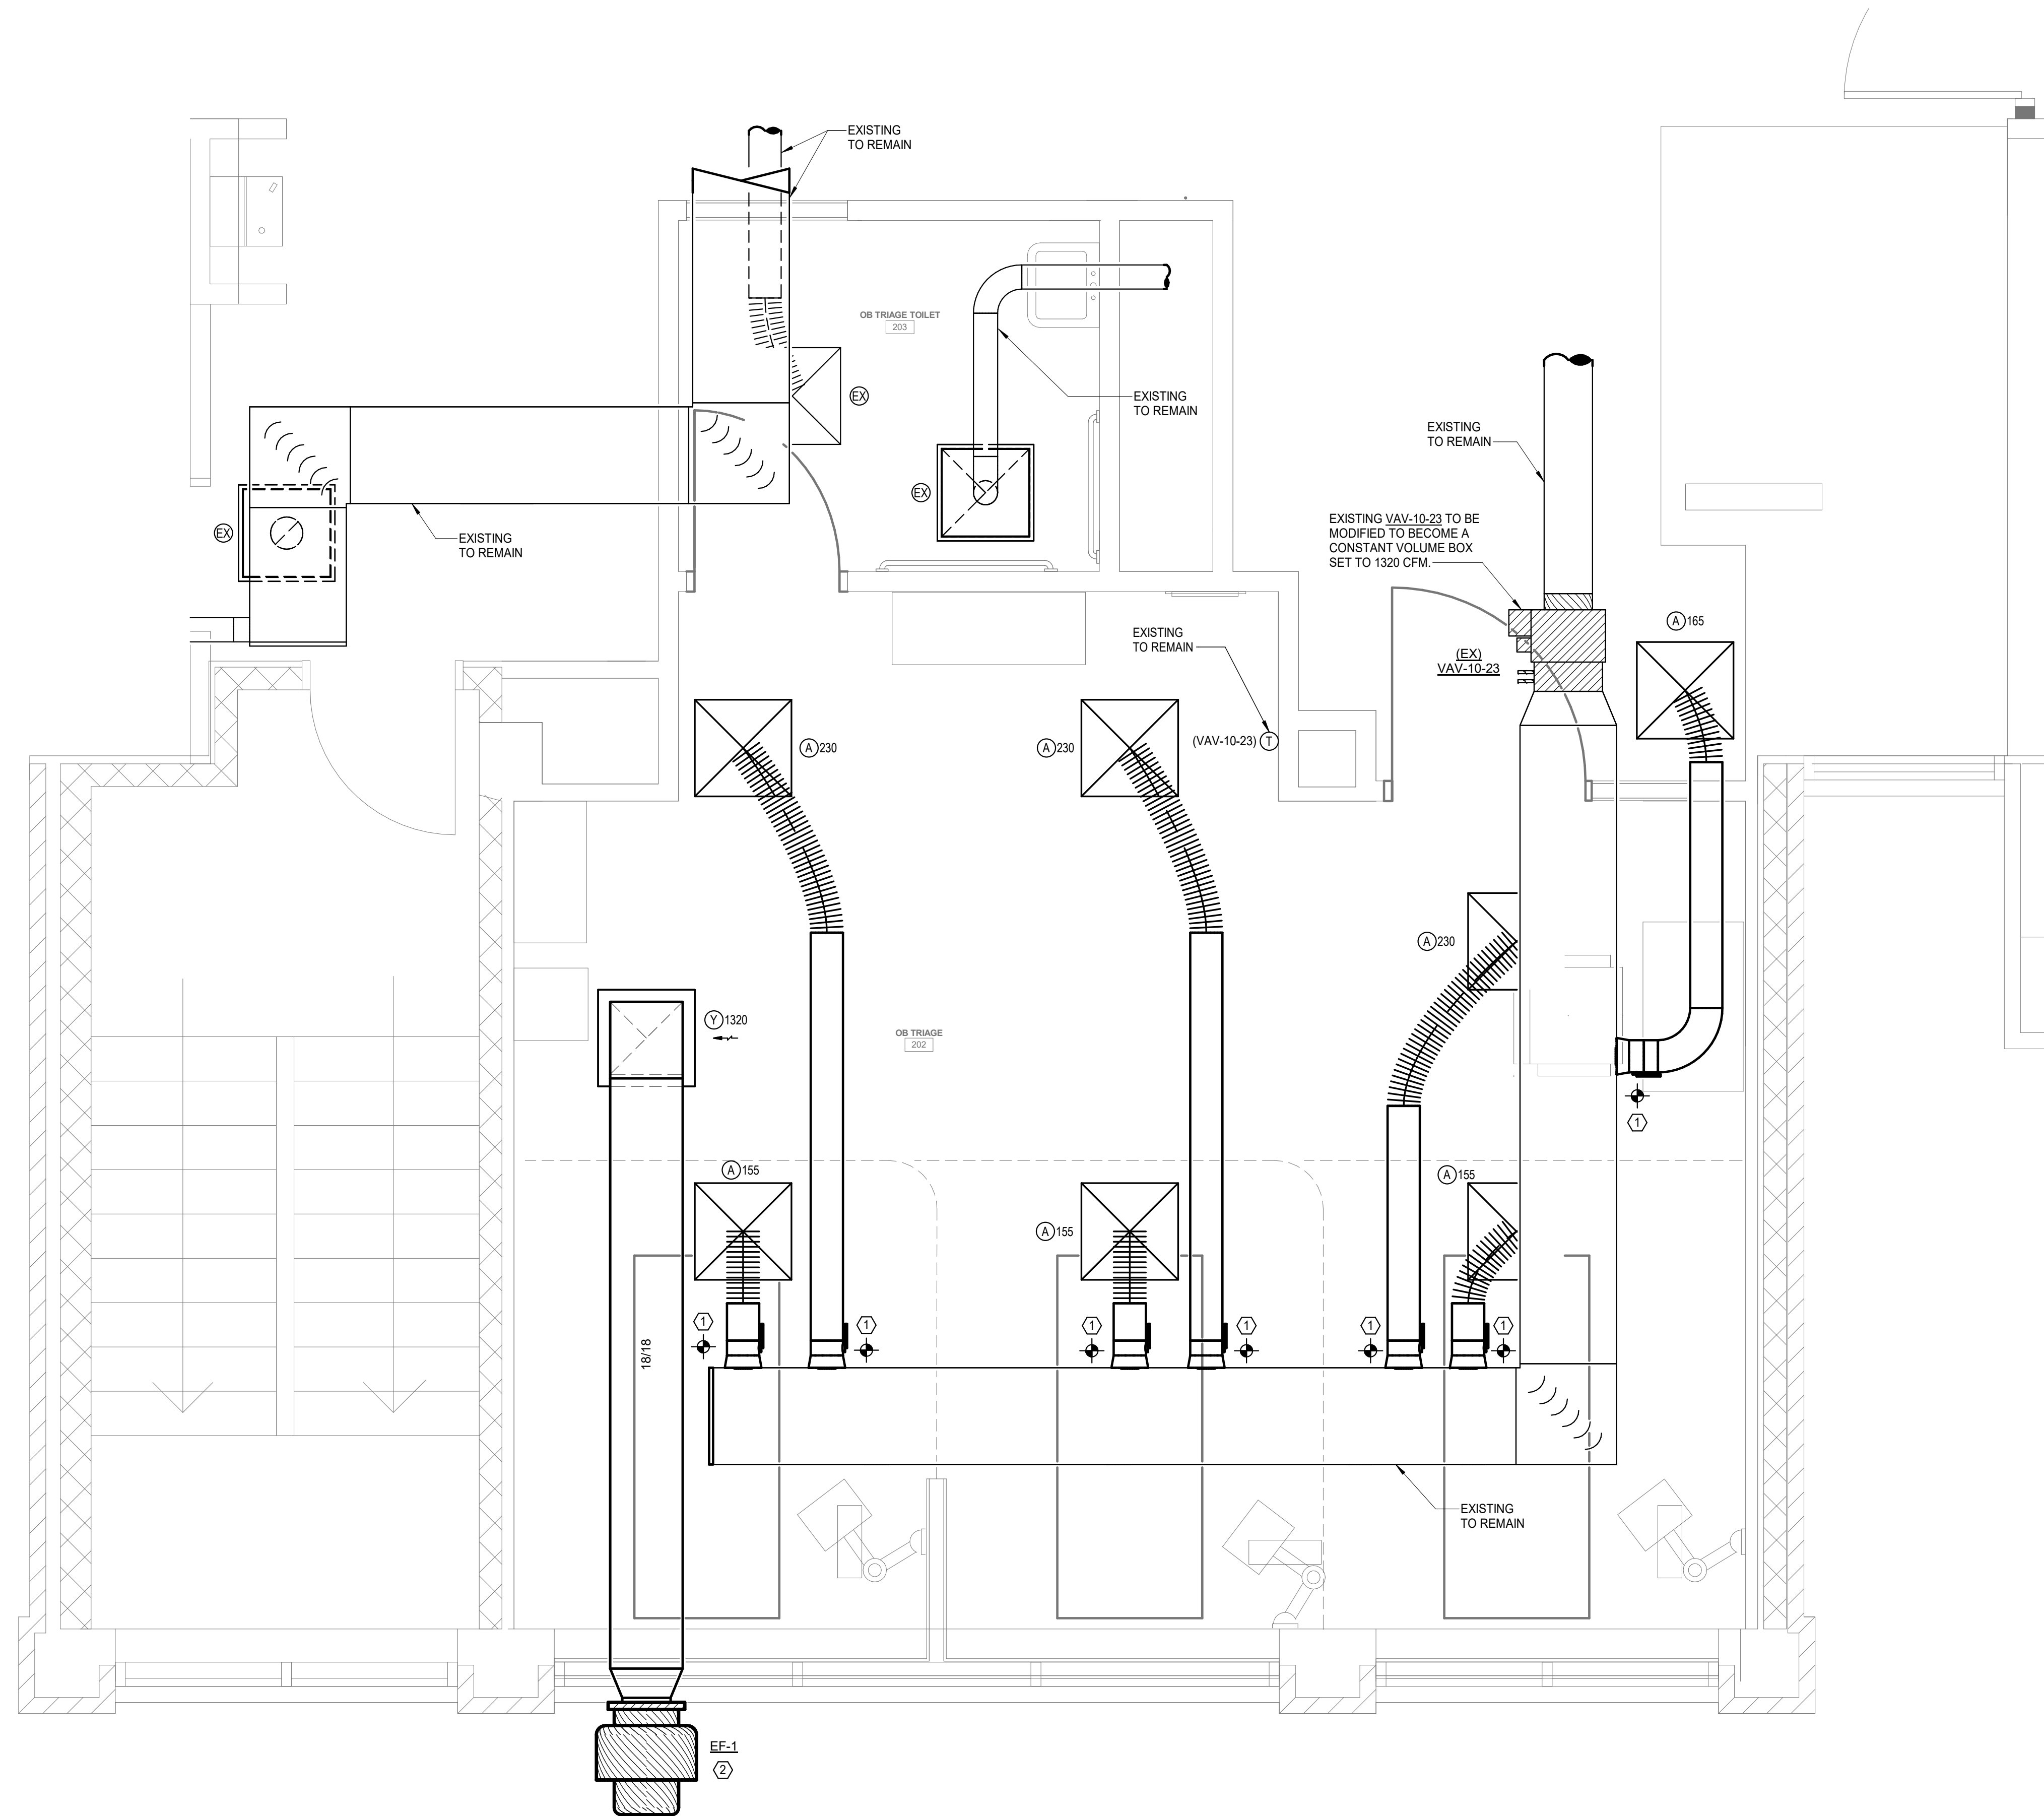 EXISTING
TO REMAIN
OB TRIAGE TOILET
203
EX
EXISTING
TO REMAIN
EXISTING
TO REMAIN
EX
EX
EXISTING
TO REMAIN
EXISTING VAV-10-23 TO BE
MODIFIED TO BECOME A
CONSTANT VOLUME BOX
SET TO 1320 CFM.
A 165
EXISTING
TO REMAIN
(EX)
VAV-10-23
A 230
A 230
(VAV-10-23) T
A 230
Y 1320
OB TRIAGE
202
1
A 155
A 155
A 155
1
1
1
1
1
1
18/18
EXISTING
TO REMAIN
EF-1
2